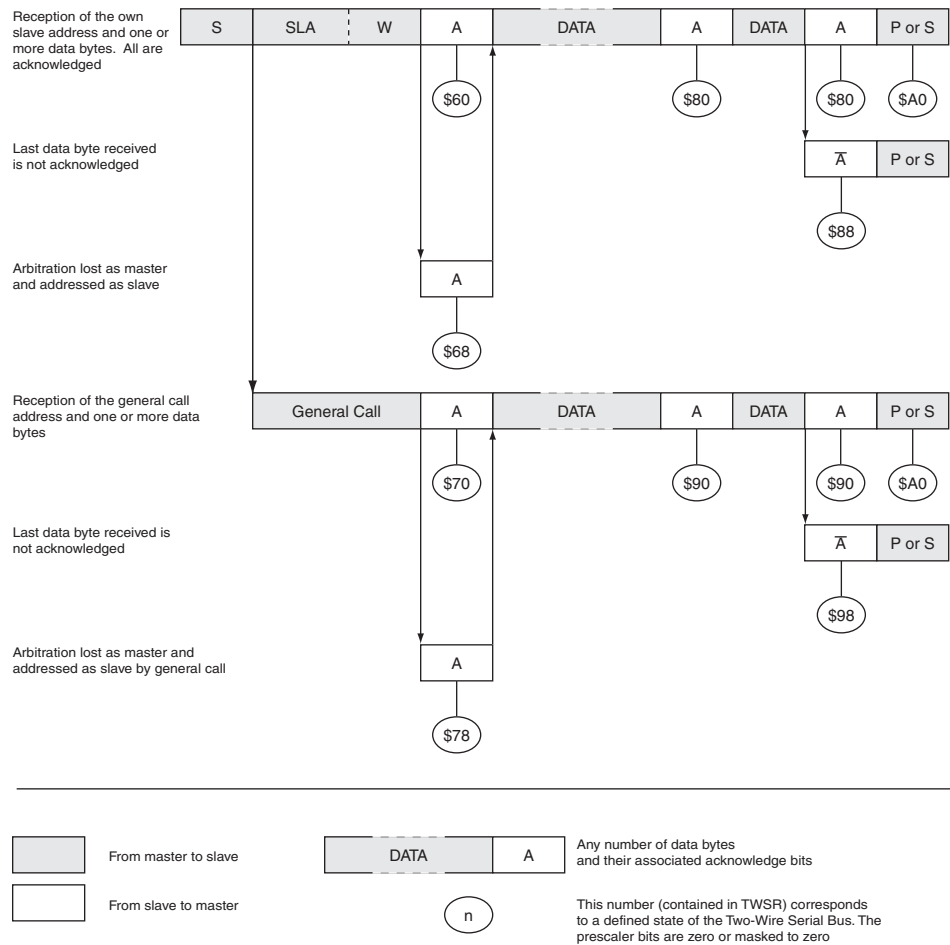 Reception of the own
slave address and one or
more data bytes. All are
acknowledged
S SLA W A DATA A DATA A P or S
$60 $80 $80 $A0
Last data byte received
is not acknowledged
A̅ P or S
$88
Arbitration lost as master
and addressed as slave
A
$68
Reception of the general call
address and one or more data
bytes
General Call A DATA A DATA A P or S
$70 $90 $90 $A0
Last data byte received is
not acknowledged
A̅ P or S
$98
Arbitration lost as master and
addressed as slave by general call
A
$78
From master to slave
DATA A
Any number of data bytes
and their associated acknowledge bits
From slave to master
n
This number (contained in TWSR) corresponds
to a defined state of the Two-Wire Serial Bus. The
prescaler bits are zero or masked to zero